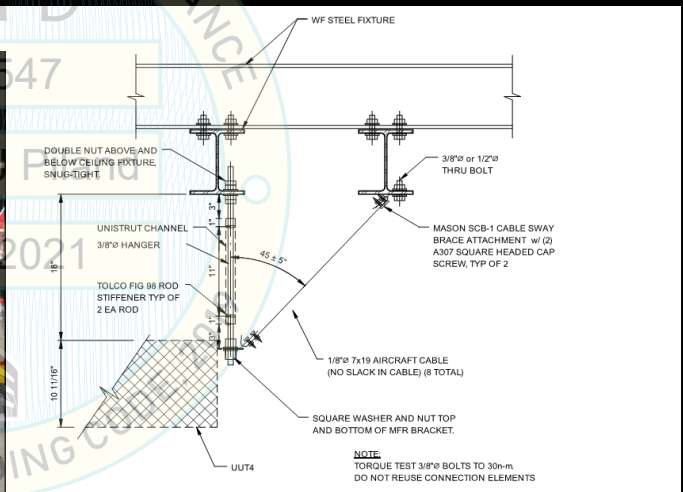 WF STEEL FIXTURE
DOUBLE NUT ABOVE AND
BELOW CEILING FIXTURE,
SNUG-TIGHT.
3/8"Ø or 1/2"Ø
THRU BOLT
UNISTRUT CHANNEL
3/8"Ø HANGER
MASON SCB-1 CABLE SWAY
BRACE ATTACHMENT w/ (2)
A307 SQUARE HEADED CAP
SCREW, TYP OF 2
TOLCO FIG 98 ROD
STIFFENER TYP OF
2 EA ROD
3"
1"
11"
1"
3"
18"
10 11/16"
45 ± 5°
1/8"Ø 7x19 AIRCRAFT CABLE
(NO SLACK IN CABLE) (8 TOTAL)
SQUARE WASHER AND NUT TOP
AND BOTTOM OF MFR BRACKET.
UUT4
NOTE:
TORQUE TEST 3/8"Ø BOLTS TO 30n-m.
DO NOT REUSE CONNECTION ELEMENTS
547
2021